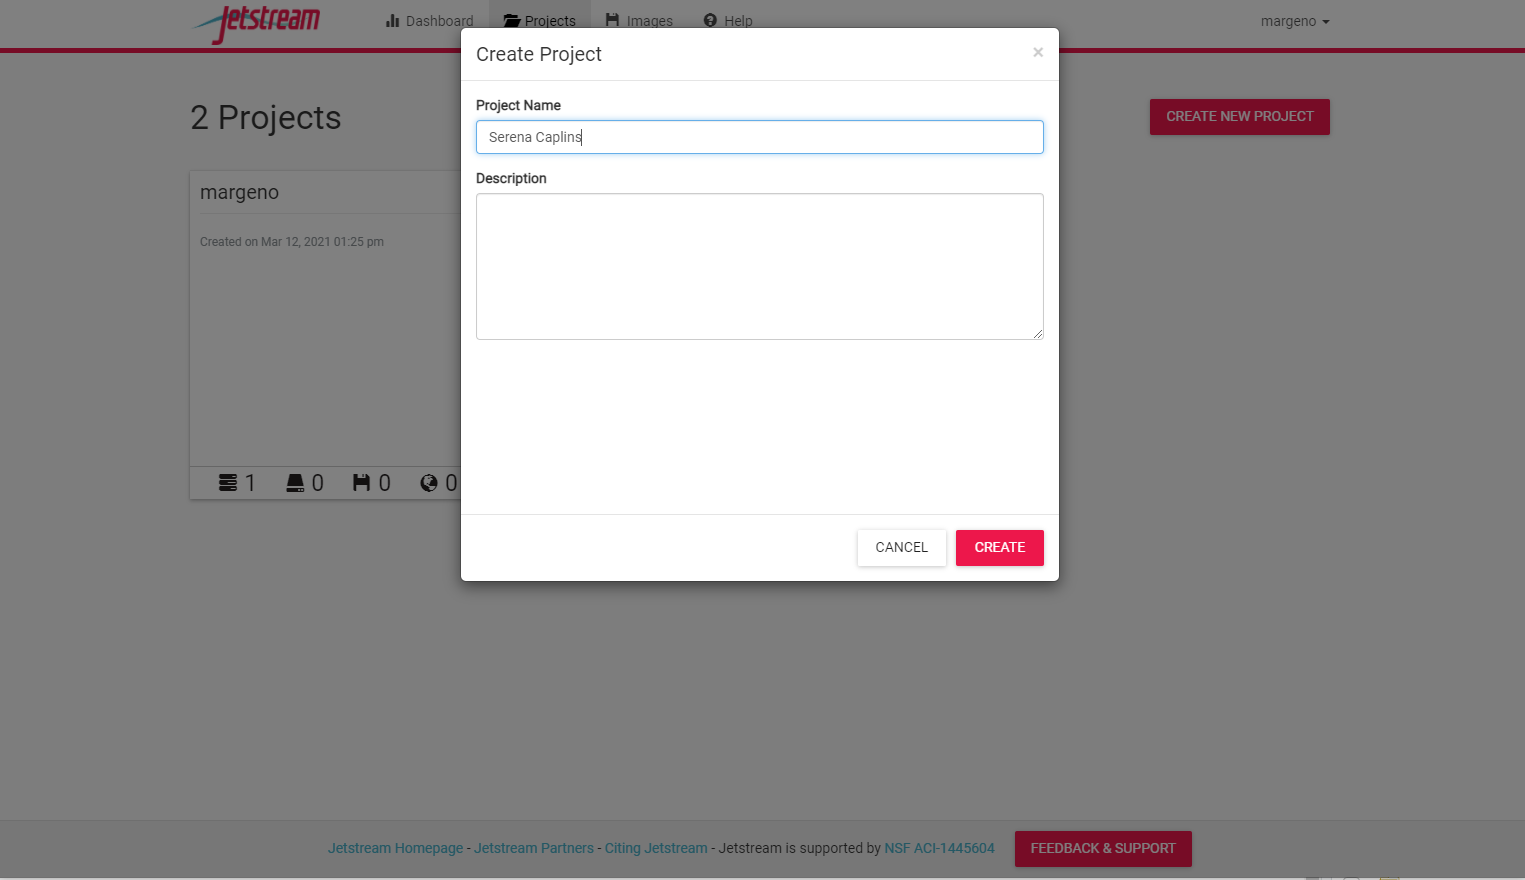 Jetstream
Dashboard
Projects
Images
Help
margeno
Create Project
×
Project Name
Serena Caplins
Description
CANCEL
CREATE
2 Projects
CREATE NEW PROJECT
margeno
Created on Mar 12, 2021 01:25 pm
1
0
0
0
Jetstream Homepage - Jetstream Partners - Citing Jetstream - Jetstream is supported by NSF ACI-1445604
FEEDBACK & SUPPORT